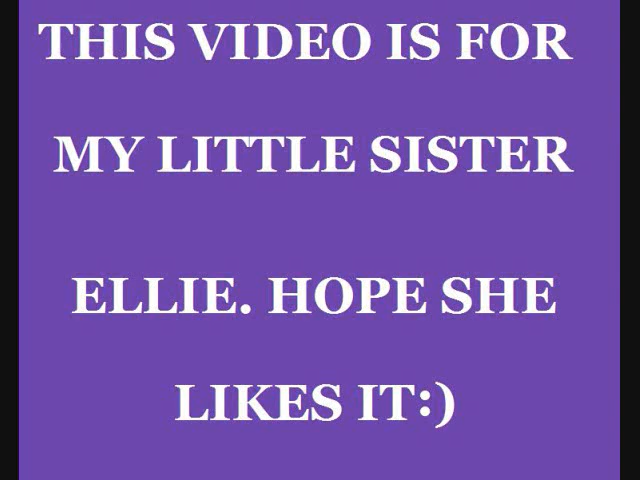 THIS VIDEO IS FOR
MY LITTLE SISTER
ELLIE. HOPE SHE
LIKES IT:)